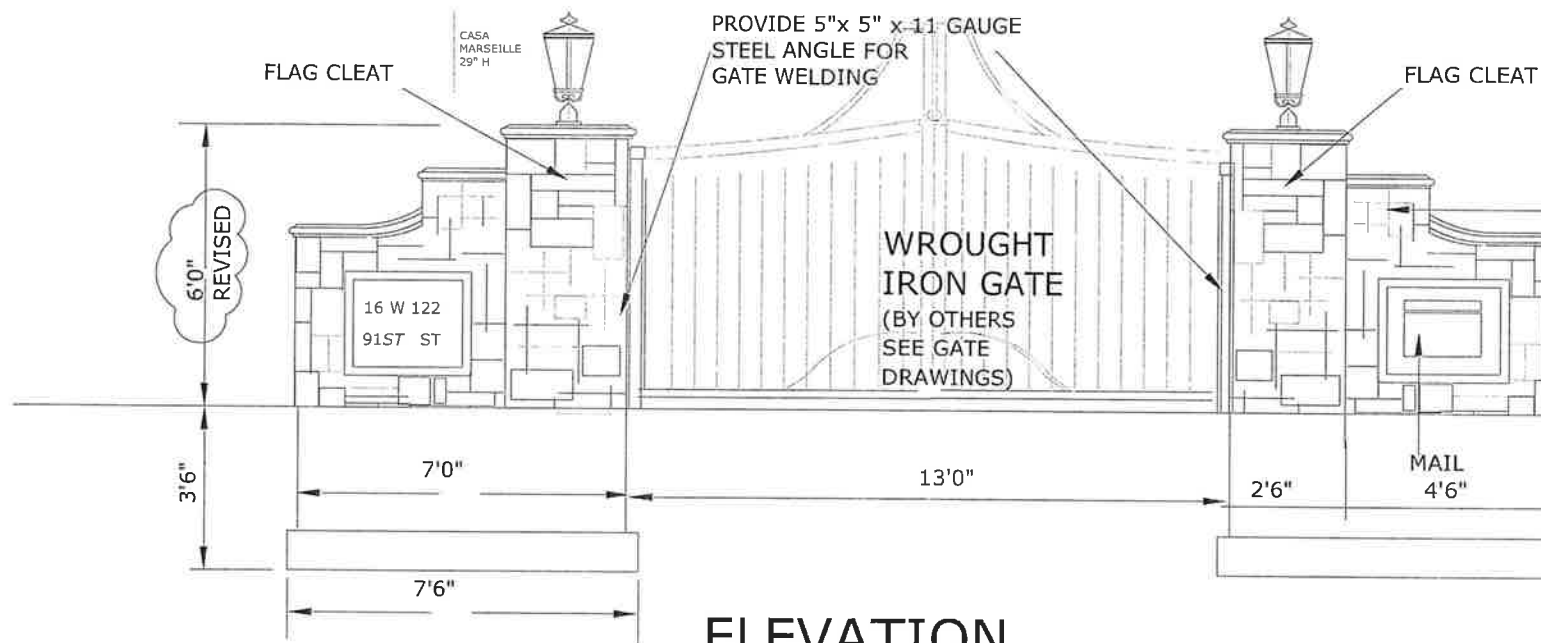 CASA
MARSEILLE
29" H
FLAG CLEAT
PROVIDE 5"x 5" x 11 GAUGE
STEEL ANGLE FOR
GATE WELDING
FLAG CLEAT
6'0"
REVISED
16 W 122
91ST ST
WROUGHT
IRON GATE
(BY OTHERS
SEE GATE
DRAWINGS)
3'6"
7'0"
13'0"
2'6"
MAIL
4'6"
7'6"
ELEVATION